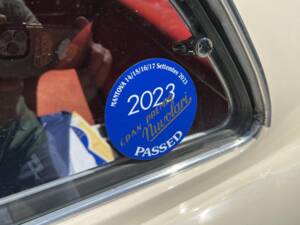 MANTOVA 14/15/16/17 Settembre 2023
2023
GRAN PREMIO
Nuvolari
PASSED